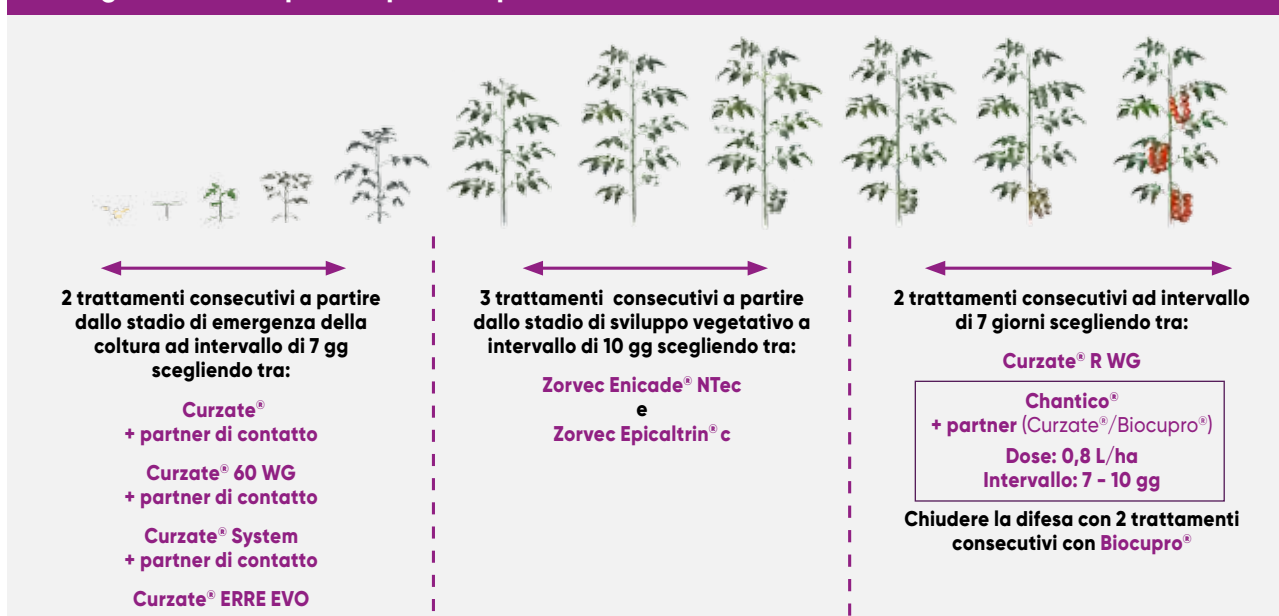 2 trattamenti consecutivi a partire
dallo stadio di emergenza della
coltura ad intervallo di 7 gg
scegliendo tra:
Curzate®
+ partner di contatto
Curzate® 60 WG
+ partner di contatto
Curzate® System
+ partner di contatto
Curzate® ERRE EVO
3 trattamenti consecutivi a partire
dallo stadio di sviluppo vegetativo a
intervallo di 10 gg scegliendo tra:
Zorvec Enicade® NTec
e
Zorvec Epicaltrin® c
2 trattamenti consecutivi ad intervallo
di 7 giorni scegliendo tra:
Curzate® R WG
Chantico®
+ partner (Curzate®/Biocupro®)
Dose: 0,8 L/ha
Intervallo: 7 - 10 gg
Chiudere la difesa con 2 trattamenti
consecutivi con Biocupro®